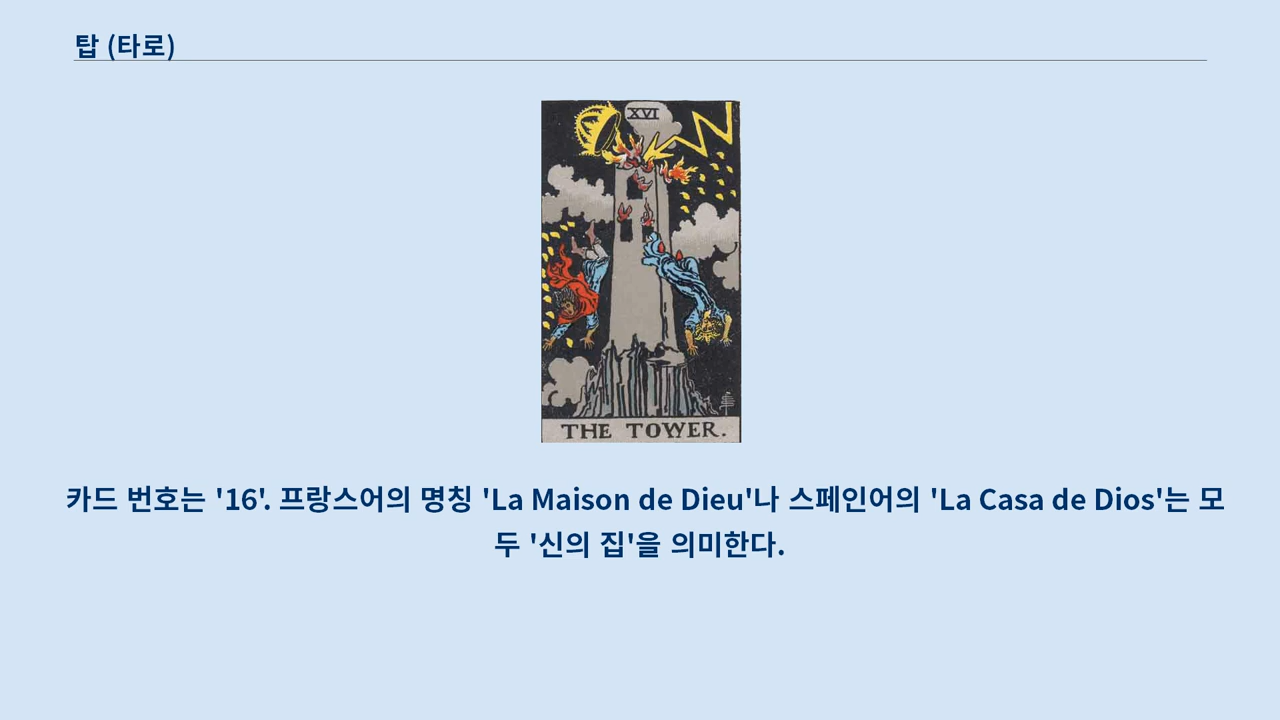 탑 (타로)
XVI
THE TOWER.
카드 번호는 '16'. 프랑스어의 명칭 'La Maison de Dieu'나 스페인어의 'La Casa de Dios'는 모
두 '신의 집'을 의미한다.